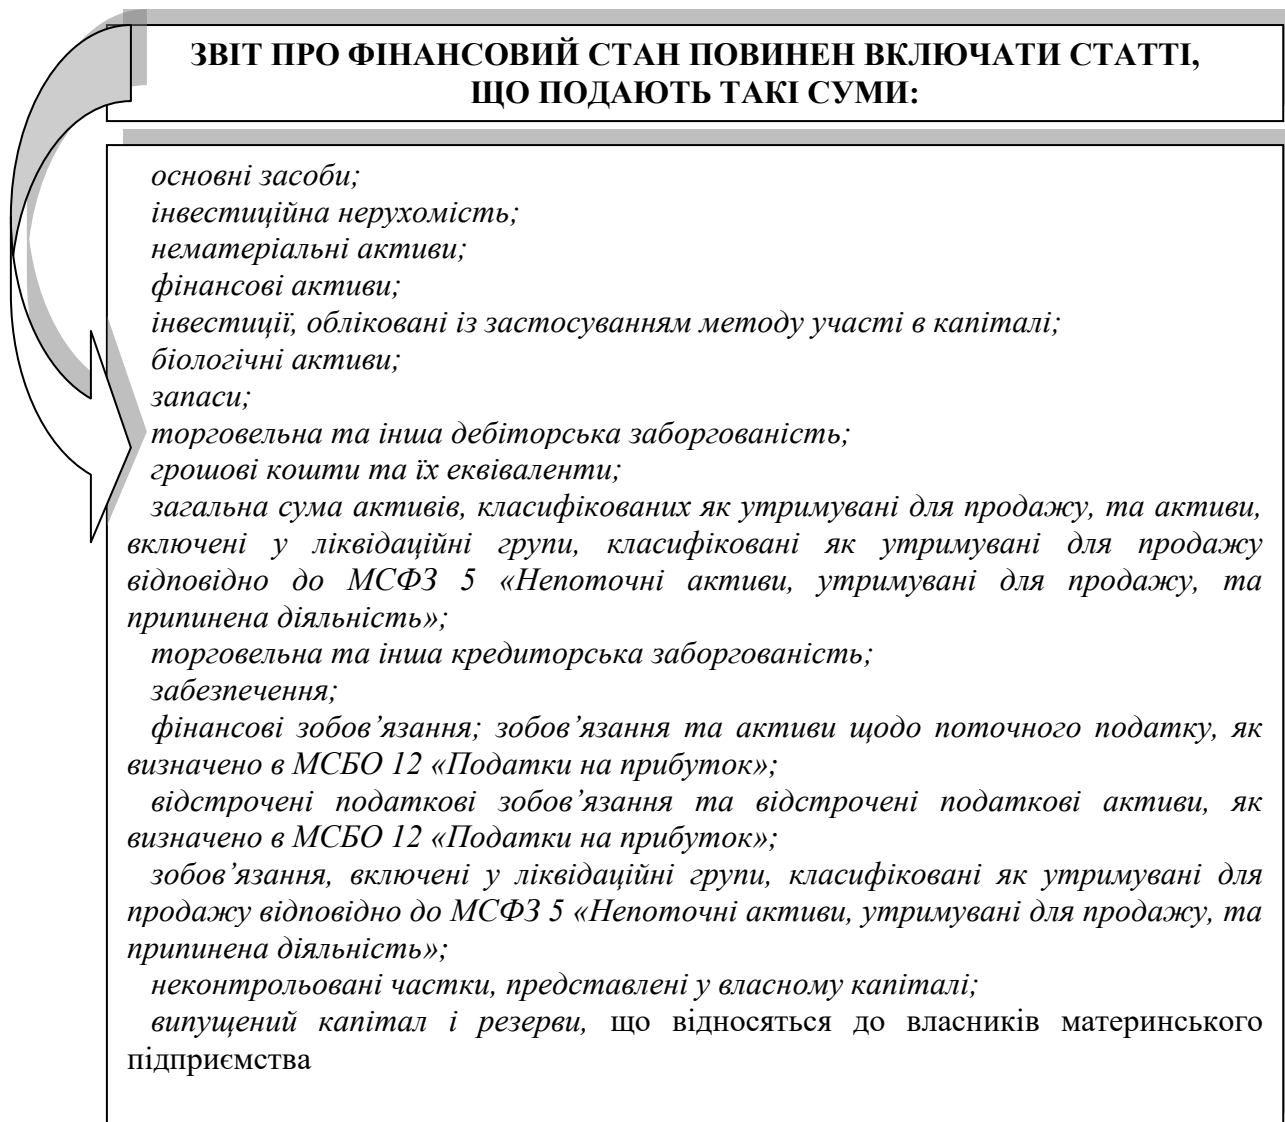 ЗВІТ ПРО ФІНАНСОВИЙ СТАН ПОВИНЕН ВКЛЮЧАТИ СТАТТІ,
ЩО ПОДАЮТЬ ТАКІ СУМИ:
основні засоби;
інвестиційна нерухомість;
нематеріальні активи;
фінансові активи;
інвестиції, обліковані із застосуванням методу участі в капіталі;
біологічні активи;
запаси;
торговельна та інша дебіторська заборгованість;
грошові кошти та їх еквіваленти;
загальна сума активів, класифікованих як утримувані для продажу, та активи,
включені у ліквідаційні групи, класифіковані як утримувані для продажу
відповідно до МСФЗ 5 «Непоточні активи, утримувані для продажу, та
припинена діяльність»;
торговельна та інша кредиторська заборгованість;
забезпечення;
фінансові зобов’язання; зобов’язання та активи щодо поточного податку, як
визначено в МСБО 12 «Податки на прибуток»;
відстрочені податкові зобов’язання та відстрочені податкові активи, як
визначено в МСБО 12 «Податки на прибуток»;
зобов’язання, включені у ліквідаційні групи, класифіковані як утримувані для
продажу відповідно до МСФЗ 5 «Непоточні активи, утримувані для продажу, та
припинена діяльність»;
неконтрольовані частки, представлені у власному капіталі;
випущений капітал і резерви, що відносяться до власників материнського
підприємства